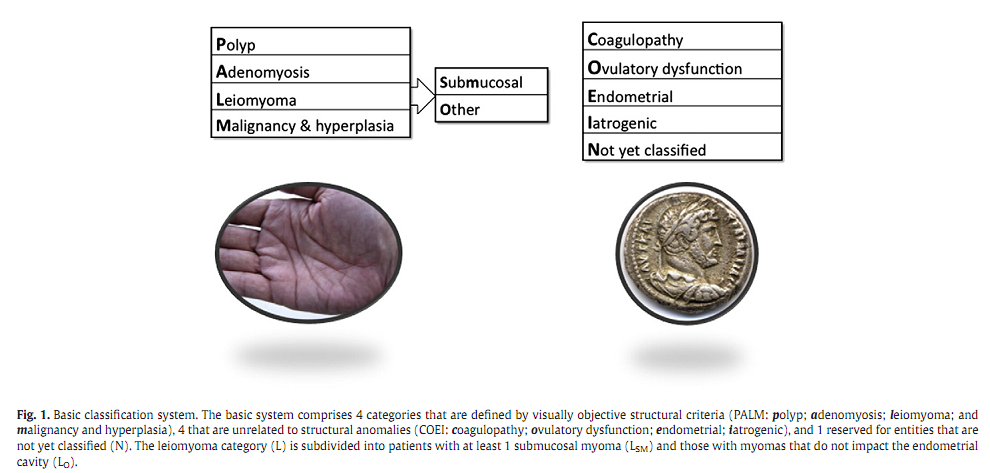 Polyp
Adenomyosis
Leiomyoma
Malignancy & hyperplasia
Submucosal
Other
Coagulopathy
Ovulatory dysfunction
Endometrial
Iatrogenic
Not yet classified
Fig. 1. Basic classification system. The basic system comprises 4 categories that are defined by visually objective structural criteria (PALM: polyp; adenomyosis; leiomyoma; and
malignancy and hyperplasia), 4 that are unrelated to structural anomalies (COEI: coagulopathy; ovulatory dysfunction; endometrial; iatrogenic), and 1 reserved for entities that are
not yet classified (N). The leiomyoma category (L) is subdivided into patients with at least 1 submucosal myoma (LSM) and those with myomas that do not impact the endometrial
cavity (LO).